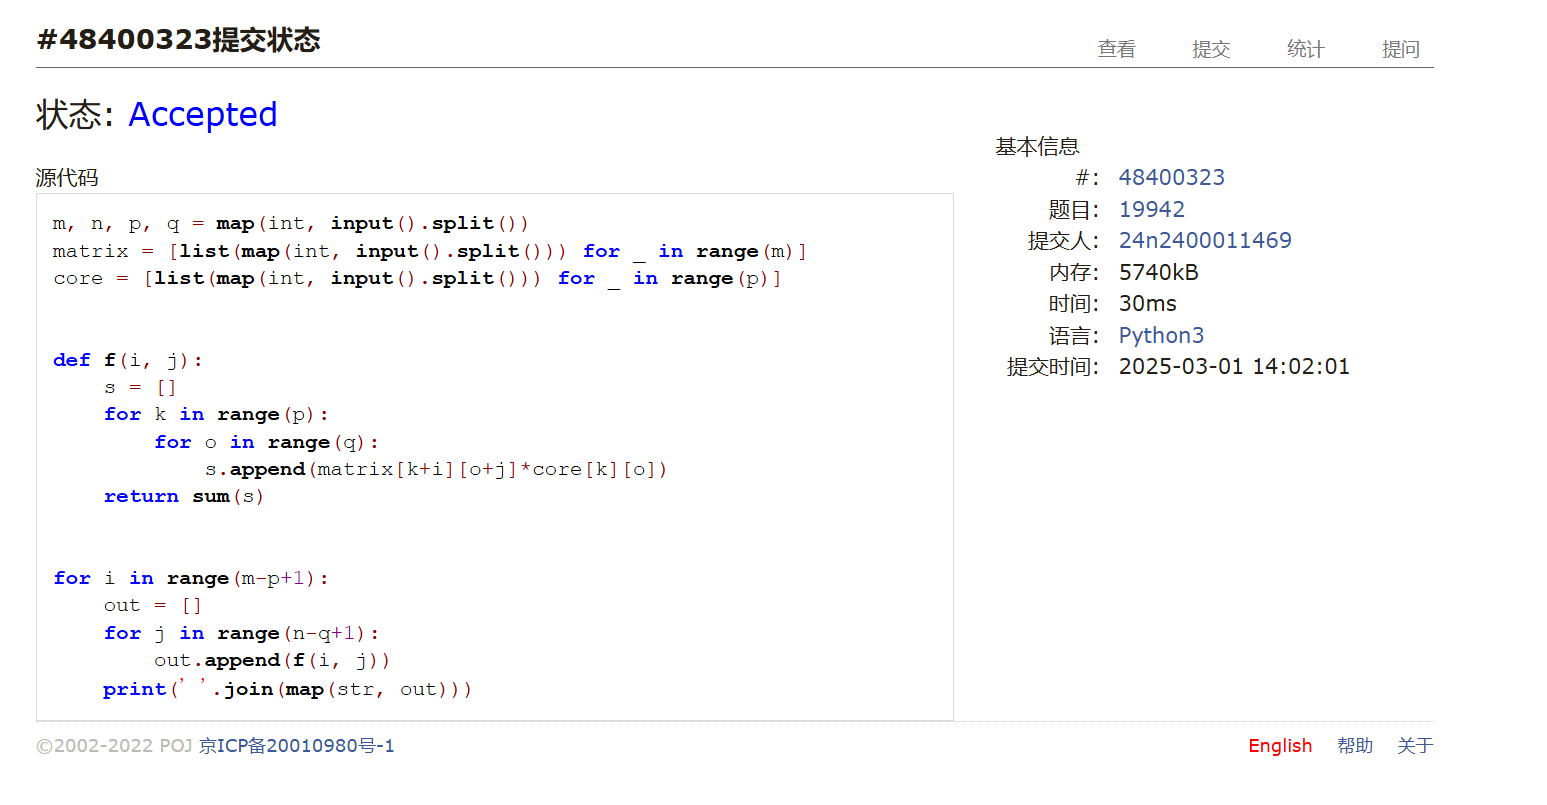 #48400323提交状态
查看 提交 统计 提问
状态: Accepted
源代码
m, n, p, q = map(int, input().split())
matrix = [list(map(int, input().split())) for _ in range(m)]
core = [list(map(int, input().split())) for _ in range(p)]
def f(i, j):
    s = []
    for k in range(p):
        for o in range(q):
            s.append(matrix[k+i][o+j]*core[k][o])
    return sum(s)
for i in range(m-p+1):
    out = []
    for j in range(n-q+1):
        out.append(f(i, j))
    print(' '.join(map(str, out)))
基本信息
#: 48400323
题目: 19942
提交人: 24n2400011469
内存: 5740kB
时间: 30ms
语言: Python3
提交时间: 2025-03-01 14:02:01
©2002-2022 POJ 京ICP备20010980号-1
English 帮助 关于